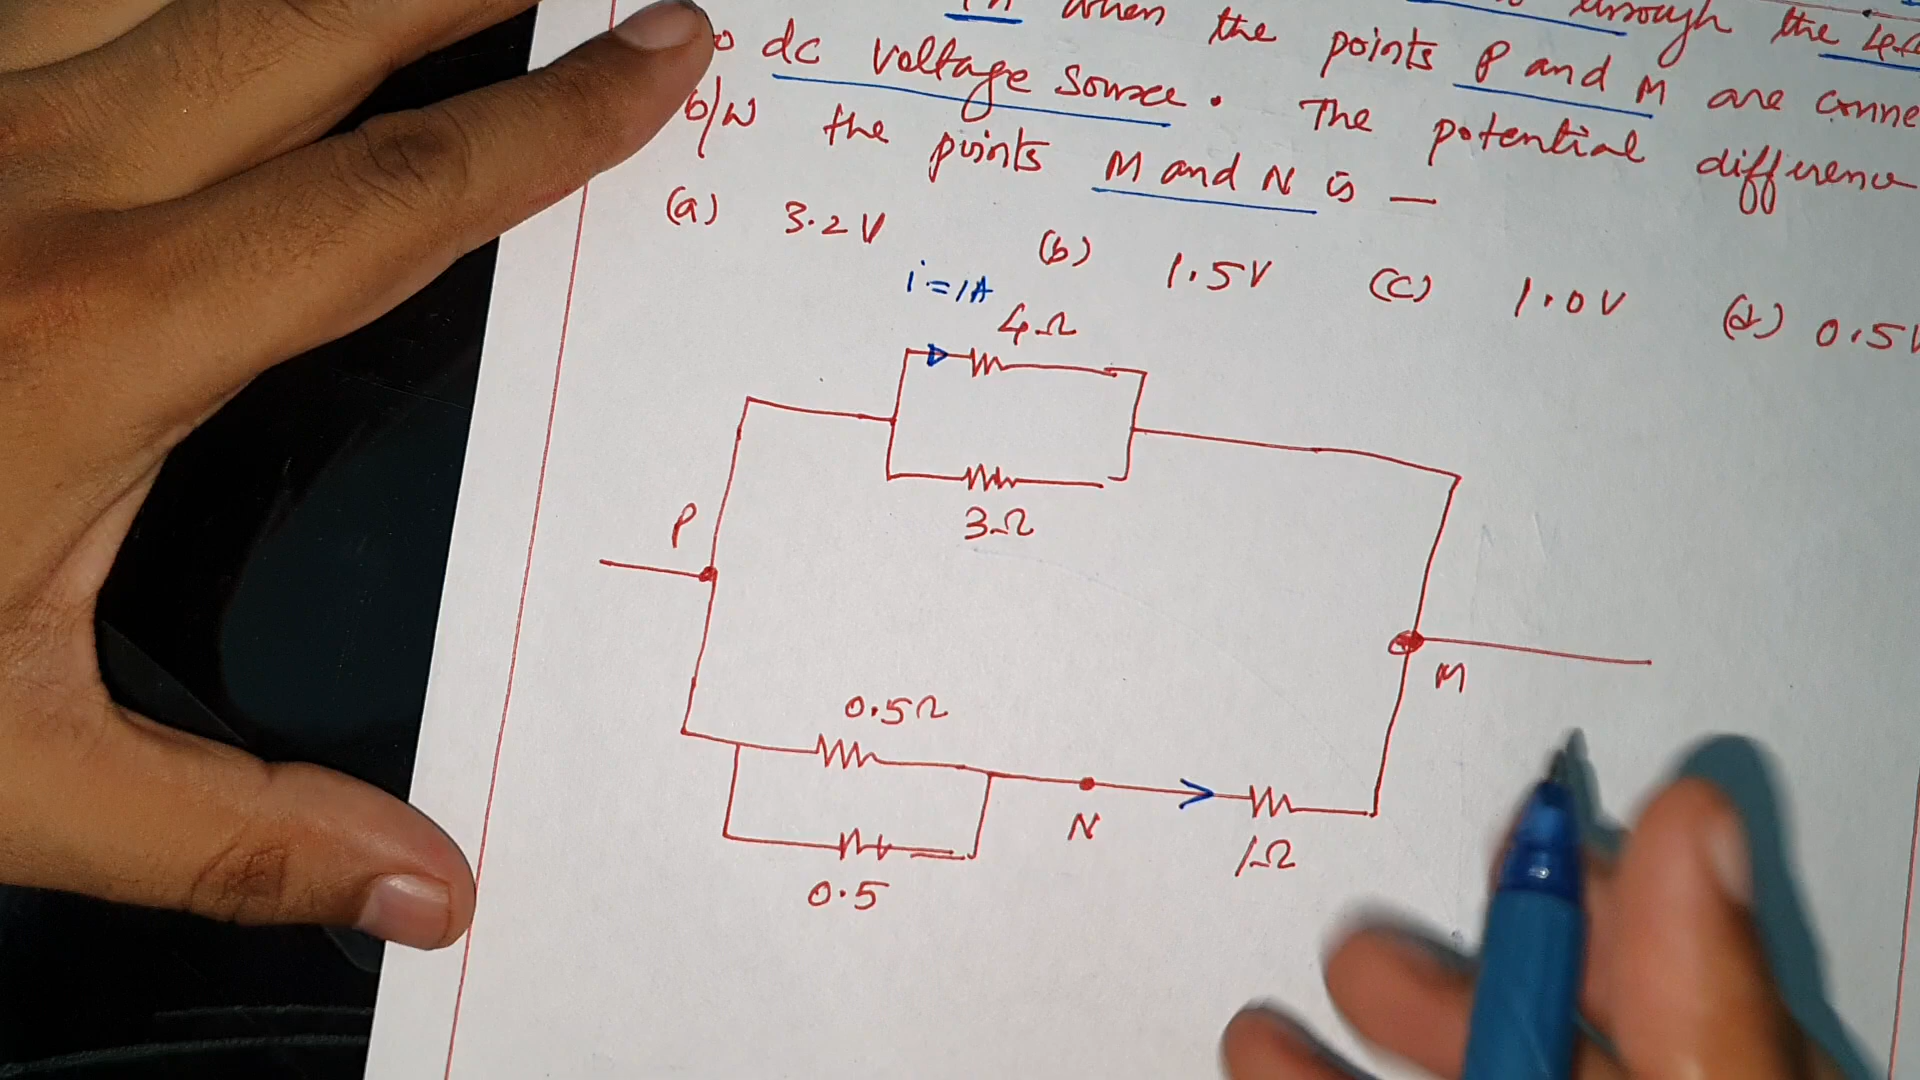 when the points P and M are conne
dc voltage source. The potential difference
b/w the points M and N is —
(a) 3.2V (b) 1.5V (c) 1.0V (d) 0.5V
i=1A
4Ω
3Ω
P
M
0.5Ω
N
1Ω
0.5